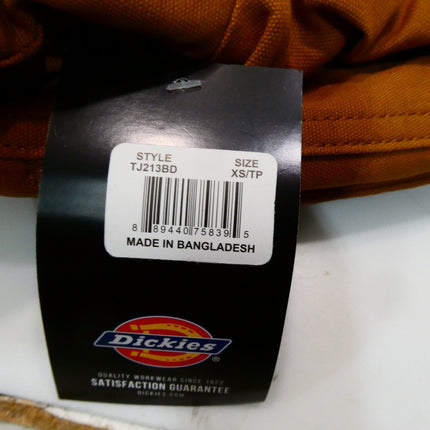 STYLE SIZE
TJ213BD XS/TP
8 89440 75839 5
MADE IN BANGLADESH
Dickies®
QUALITY WORKWEAR SINCE 1922
SATISFACTION GUARANTEE
DICKIES.COM